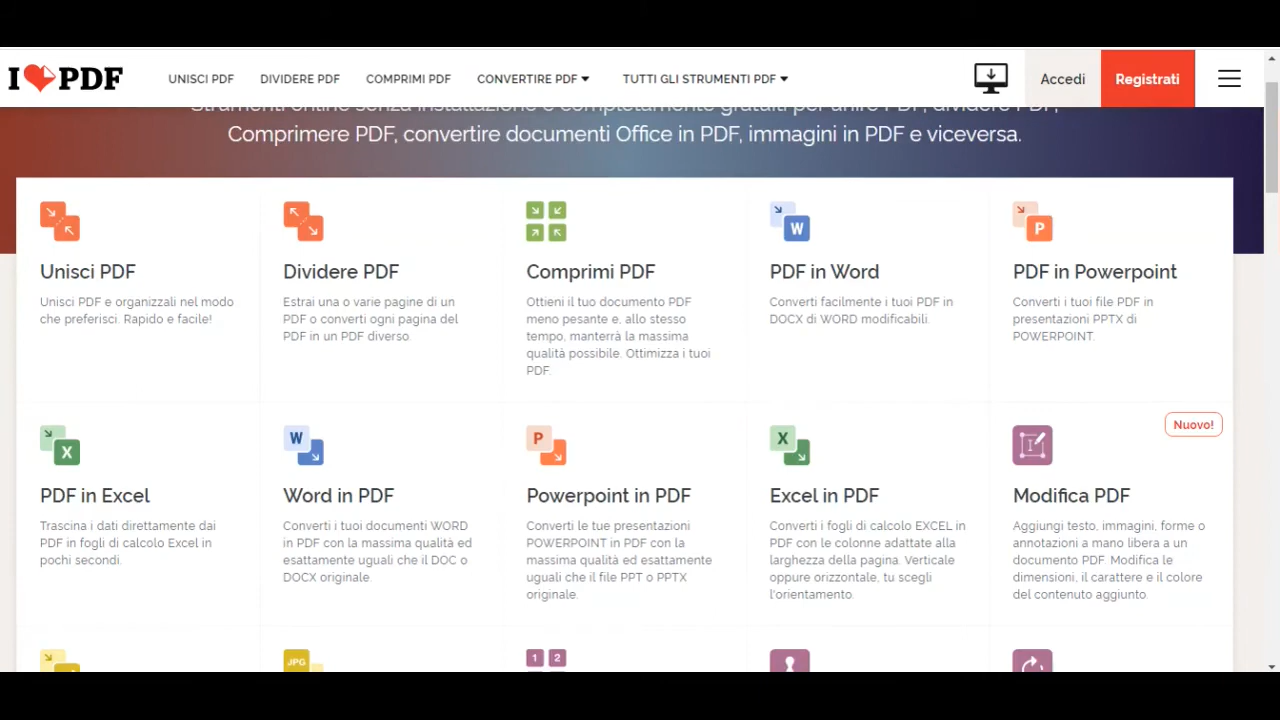 I PDF
UNISCI PDF
DIVIDERE PDF
COMPRIMI PDF
CONVERTIRE PDF
TUTTI GLI STRUMENTI PDF
Accedi
Registrati
Strumenti online senza installazione e completamente gratuiti per unire PDF, dividere PDF,
Comprimere PDF, convertire documenti Office in PDF, immagini in PDF e viceversa.
Unisci PDF
Unisci PDF e organizzali nel modo
che preferisci. Rapido e facile!
Dividere PDF
Estrai una o varie pagine di un
PDF o converti ogni pagina del
PDF in un PDF diverso.
Comprimi PDF
Ottieni il tuo documento PDF
meno pesante e, allo stesso
tempo, manterrà la massima
qualità possibile. Ottimizza i tuoi
PDF.
W
PDF in Word
Converti facilmente i tuoi PDF in
DOCX di WORD modificabili.
P
PDF in Powerpoint
Converti i tuoi file PDF in
presentazioni PPTX di
POWERPOINT.
X
PDF in Excel
Trascina i dati direttamente dai
PDF in fogli di calcolo Excel in
pochi secondi.
W
Word in PDF
Converti i tuoi documenti WORD
in PDF con la massima qualità ed
esattamente uguali che il DOC o
DOCX originale.
P
Powerpoint in PDF
Converti le tue presentazioni
POWERPOINT in PDF con la
massima qualità ed esattamente
uguali che il file PPT o PPTX
originale.
X
Excel in PDF
Converti i fogli di calcolo EXCEL in
PDF con le colonne adattate alla
larghezza della pagina. Verticale
oppure orizzontale, tu scegli
l'orientamento.
Nuovo!
Modifica PDF
Aggiungi testo, immagini, forme o
annotazioni a mano libera a un
documento PDF. Modifica le
dimensioni, il carattere e il colore
del contenuto aggiunto.
JPG
1 2